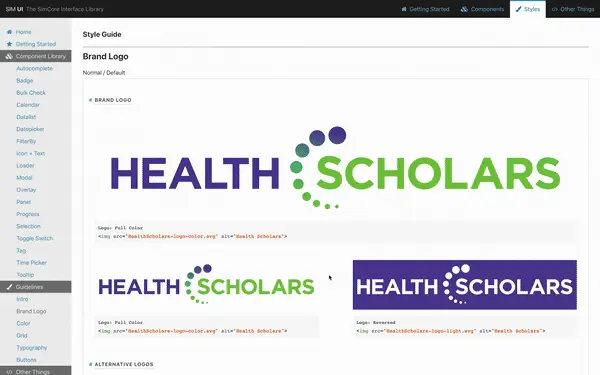 SIM UI The SimCore Interface Library
Getting Started
Components
Styles
Other Things
Home
Getting Started
Component Library
Autocomplete
Badge
Bulk Check
Calendar
Datalist
Datepicker
FilterBy
Icon + Text
Loader
Modal
Overlay
Panel
Progress
Selection
Toggle Switch
Tag
Time Picker
Tooltip
Guidelines
Intro
Brand Logo
Color
Grid
Typography
Buttons
Other Things
Style Guide
Brand Logo
Normal / Default
# BRAND LOGO
HEALTH SCHOLARS
Logo: Full Color
<img src="HealthScholars-logo-color.svg" alt="Health Scholars">
HEALTH SCHOLARS
Logo: Full Color
<img src="HealthScholars-logo-color.svg" alt="Health Scholars">
HEALTH SCHOLARS
Logo: Reversed
<img src="HealthScholars-logo-light.svg" alt="Health Scholars">
# ALTERNATIVE LOGOS